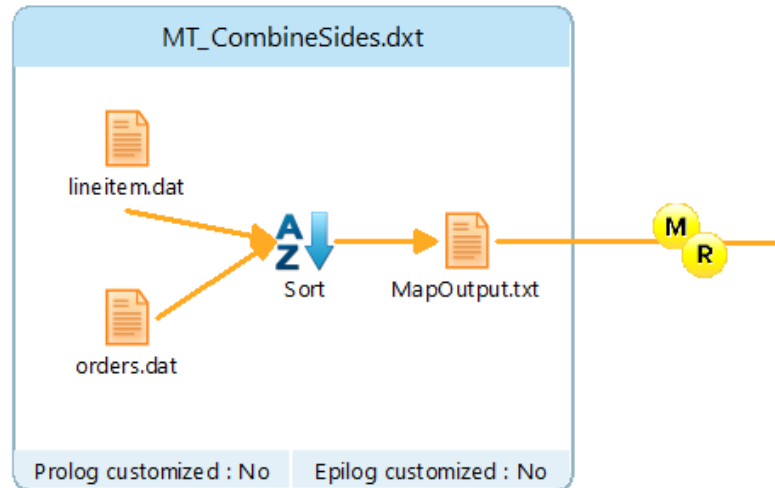 MT_CombineSides.dxt
lineitem.dat
A
Z
Sort
MapOutput.txt
M
R
orders.dat
Prolog customized : No
Epilog customized : No